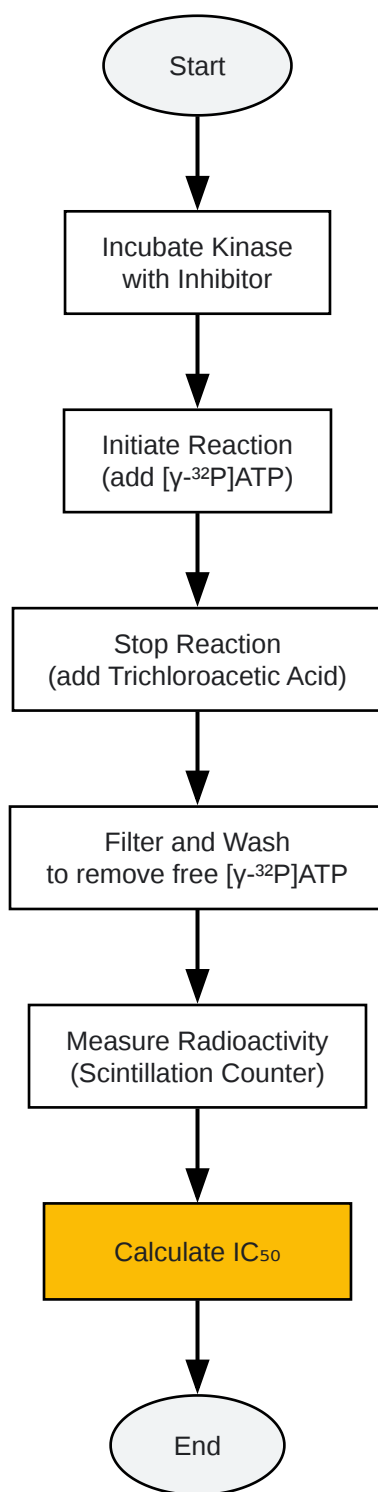 Start
Incubate Kinase
with Inhibitor
Initiate Reaction
(add [γ-³²P]ATP)
Stop Reaction
(add Trichloroacetic Acid)
Filter and Wash
to remove free [γ-³²P]ATP
Measure Radioactivity
(Scintillation Counter)
Calculate IC₅₀
End